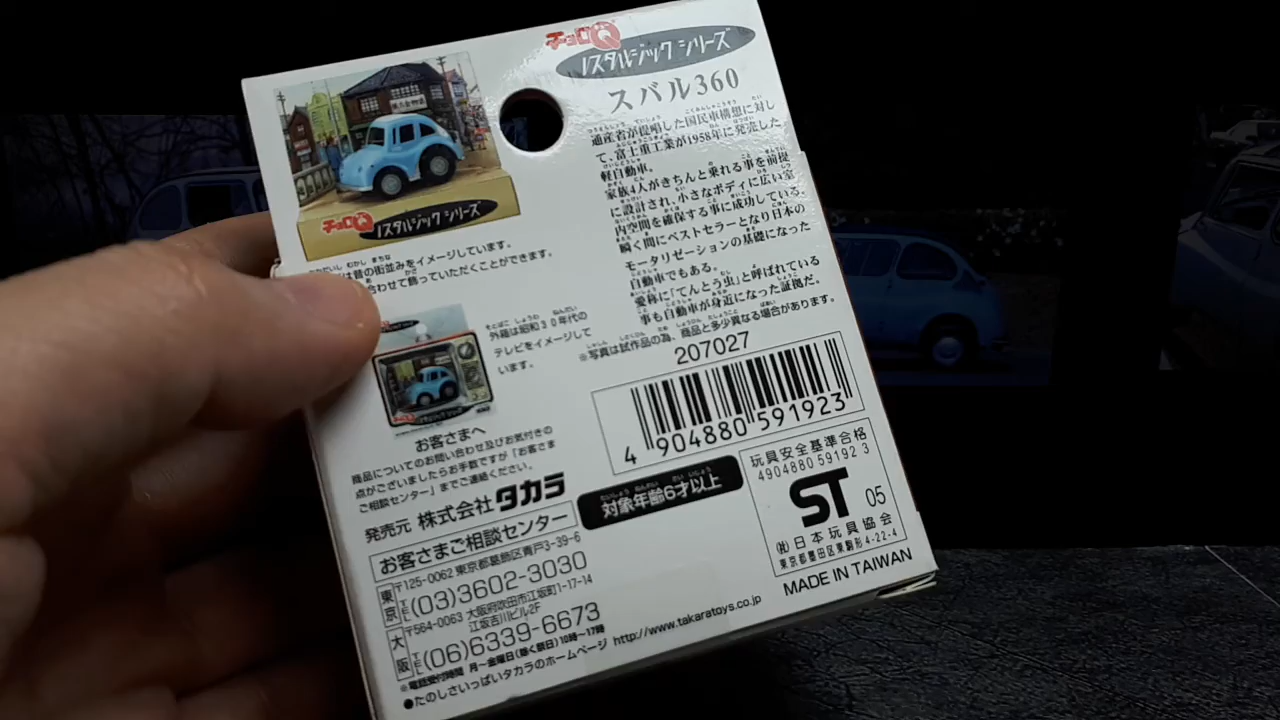 チョロQ
ノスタルジック シリーズ
スバル360
通産省が提唱した国民車構想に対し
て、富士重工業が1958年に発売した
軽自動車。
家族4人がきちんと乗れる事を前提
に設計され、小さなボディに広い室
内空間を確保する事に成功している。
瞬く間にベストセラーとなり日本の
モータリゼーションの基礎になった
自動車でもある。
愛称に「てんとう虫」と呼ばれている
事も自動車が身近になった証拠だ。
※写真は試作品の為、商品と多少異なる場合があります。
チョロQ ノスタルジック シリーズ
は昔の街並みをイメージしています。
合わせて飾っていただくことができます。
外箱は昭和30年代の
テレビをイメージして
います。
207027
4 904880 591923
お客さまへ
商品についてのお問い合わせ及びお気付きの
点がございましたらお手数ですが「お客さま
ご相談センター」までご連絡ください。
発売元 株式会社タカラ
対象年齢6才以上
たいしょうねんれい さい いじょう
玩具安全基準合格
4904880 59192 3
ST 05
(社)日本玩具協会
東京都墨田区東駒形4-22-4
MADE IN TAIWAN
お客さまご相談センター
東京 〒125-0062 東京都葛飾区青戸3-39-6
TEL (03)3602-3030
大阪 〒564-0063 大阪府吹田市江坂町1-17-14
江坂吉川ビル2F
TEL (06)6339-6673
※電話受付時間 月〜金曜日(除く祭日)10時〜17時
●たのしさいっぱいタカラのホームページ http://www.takaratoys.co.jp